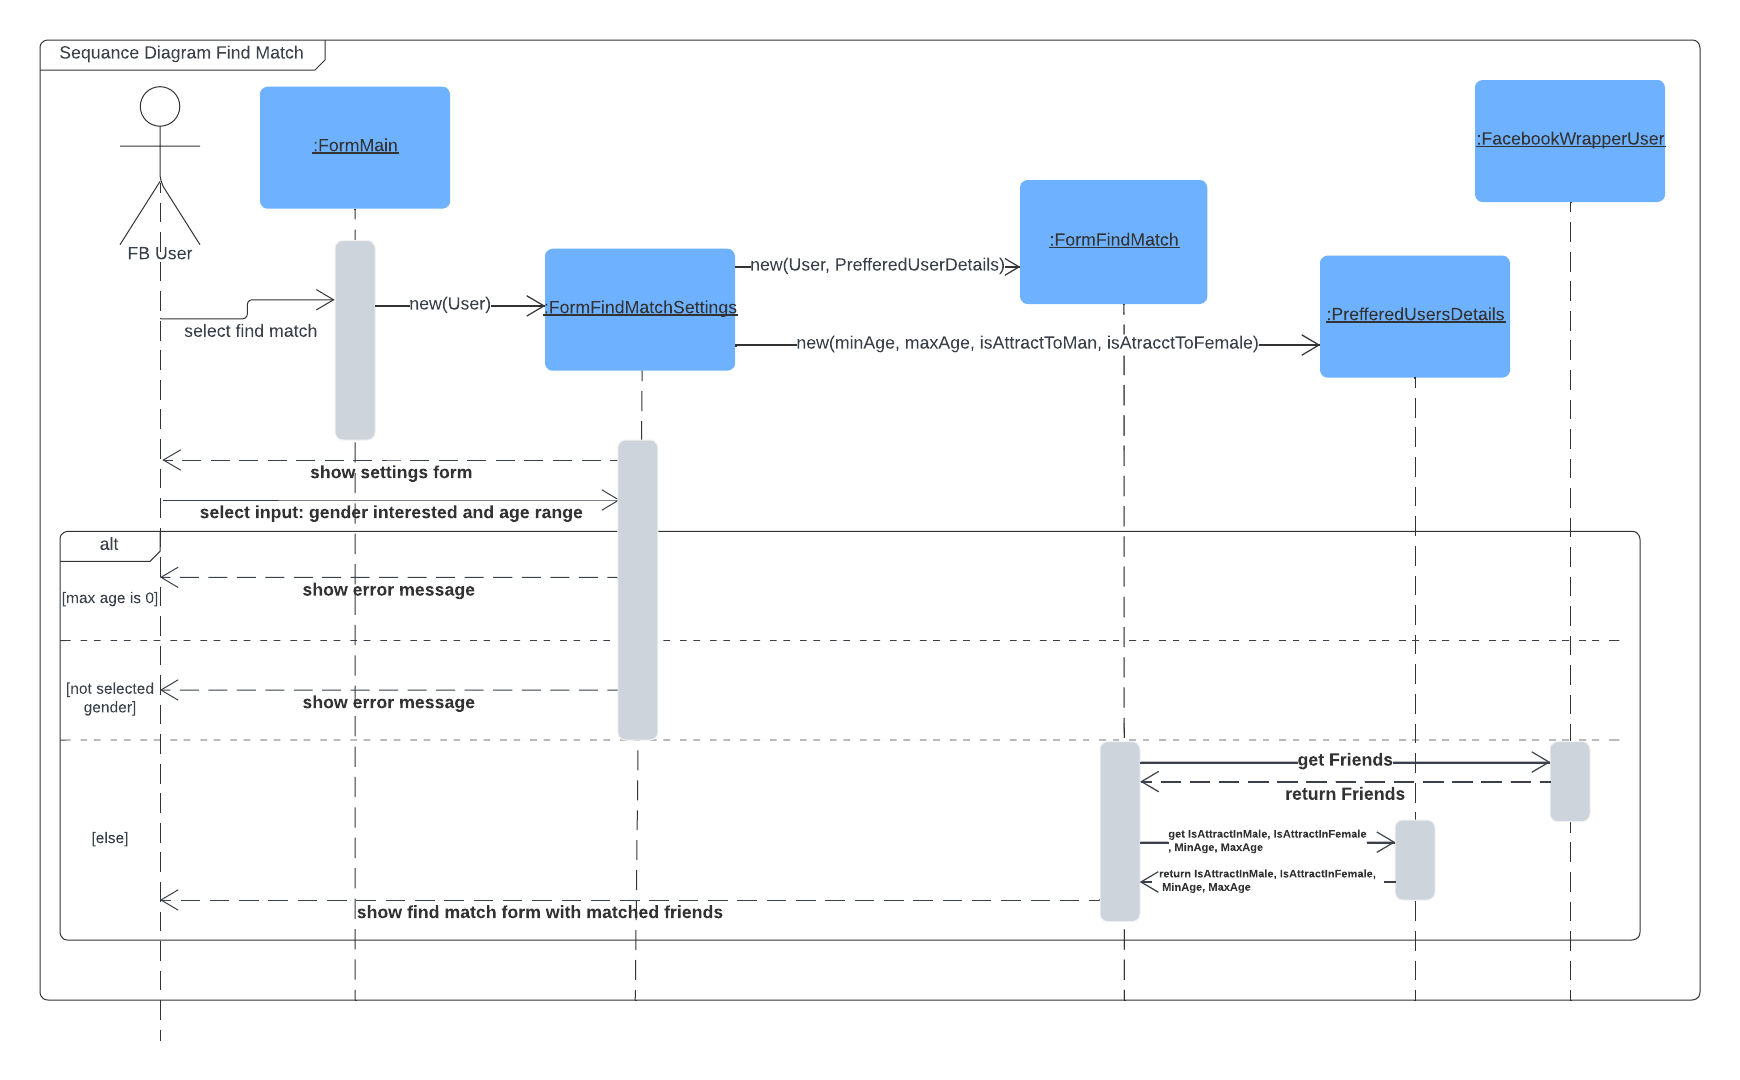 Sequance Diagram Find Match
:FormMain
:FacebookWrapperUser
FB User
:FormFindMatch
new(User, PrefferedUserDetails)
new(User)
:FormFindMatchSettings
:PrefferedUsersDetails
select find match
new(minAge, maxAge, isAttractToMan, isAtracctToFemale)
show settings form
select input: gender interested and age range
alt
show error message
[max age is 0]
[not selected
gender]
show error message
get Friends
return Friends
[else]
get IsAttractInMale, IsAttractInFemale
, MinAge, MaxAge
return IsAttractInMale, IsAttractInFemale,
MinAge, MaxAge
show find match form with matched friends